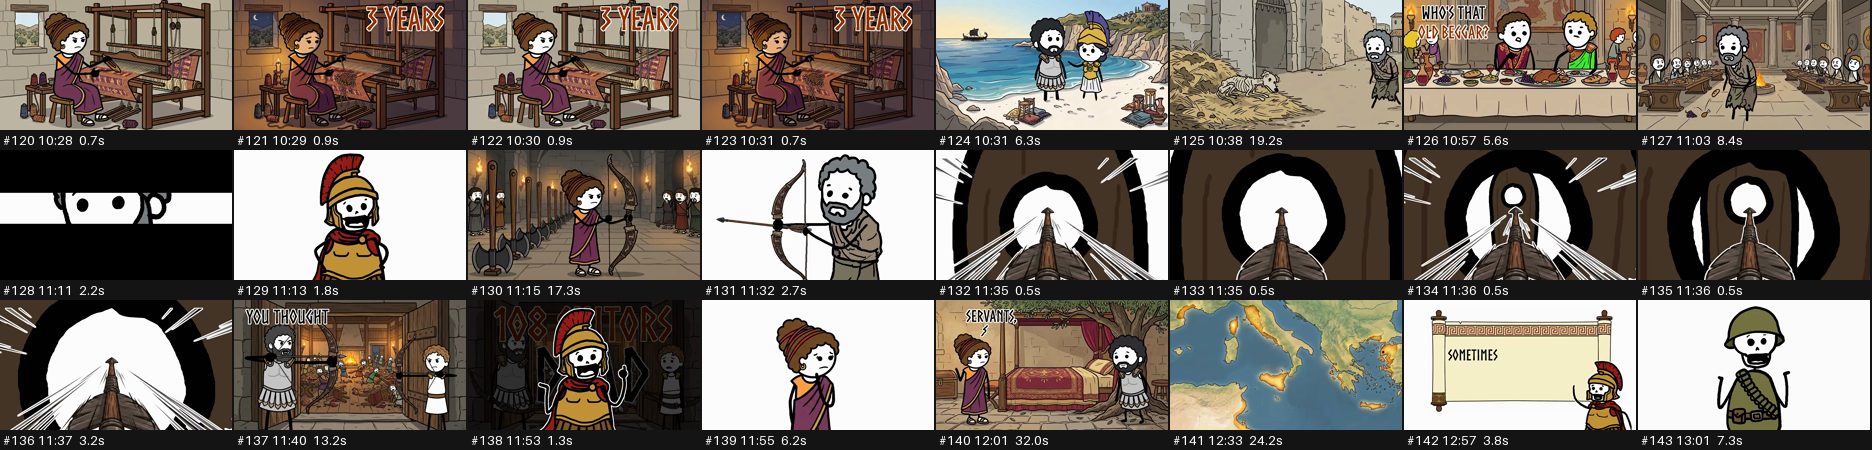 3 YEARS
3 YEARS
3 YEARS
WHO'S THAT
OLD BEGGAR?
#120 10:28 0.7s
#121 10:29 0.9s
#122 10:30 0.9s
#123 10:31 0.7s
#124 10:31 6.3s
#125 10:38 19.2s
#126 10:57 5.6s
#127 11:03 8.4s
#128 11:11 2.2s
#129 11:13 1.8s
#130 11:15 17.3s
#131 11:32 2.7s
#132 11:35 0.5s
#133 11:35 0.5s
#134 11:36 0.5s
#135 11:36 0.5s
YOU THOUGHT
108
SERVANTS,
SOMETIMES
#136 11:37 3.2s
#137 11:40 13.2s
#138 11:53 1.3s
#139 11:55 6.2s
#140 12:01 32.0s
#141 12:33 24.2s
#142 12:57 3.8s
#143 13:01 7.3s